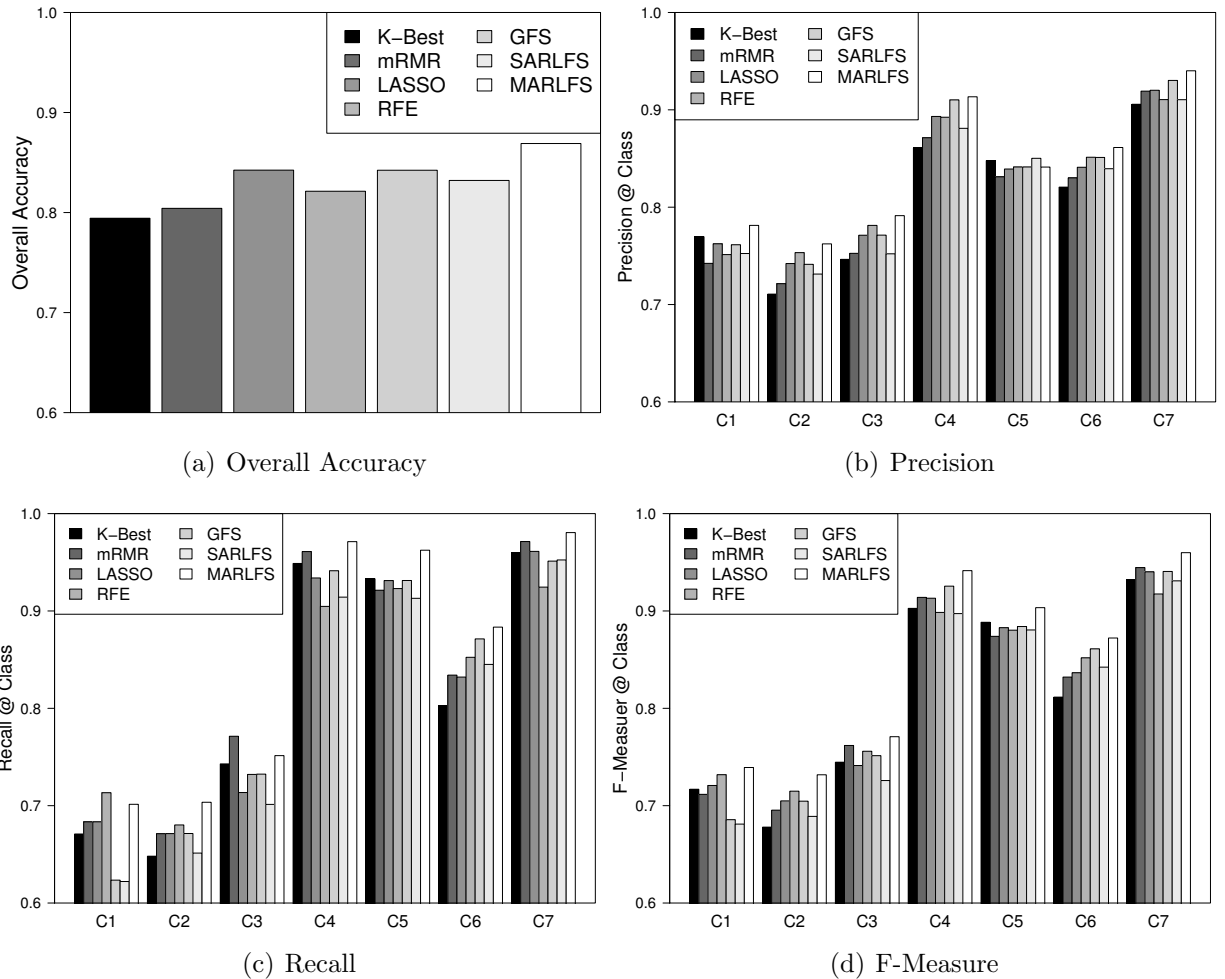 1.0
0.9
0.8
0.7
0.6
Overall Accuracy
K−Best
mRMR
LASSO
RFE
GFS
SARLFS
MARLFS
(a) Overall Accuracy
1.0
0.9
0.8
0.7
0.6
Precision @ Class
K−Best
mRMR
LASSO
RFE
GFS
SARLFS
MARLFS
C1 C2 C3 C4 C5 C6 C7
(b) Precision
1.0
0.9
0.8
0.7
0.6
Recall @ Class
K−Best
mRMR
LASSO
RFE
GFS
SARLFS
MARLFS
C1 C2 C3 C4 C5 C6 C7
(c) Recall
1.0
0.9
0.8
0.7
0.6
F−Measuer @ Class
K−Best
mRMR
LASSO
RFE
GFS
SARLFS
MARLFS
C1 C2 C3 C4 C5 C6 C7
(d) F-Measure